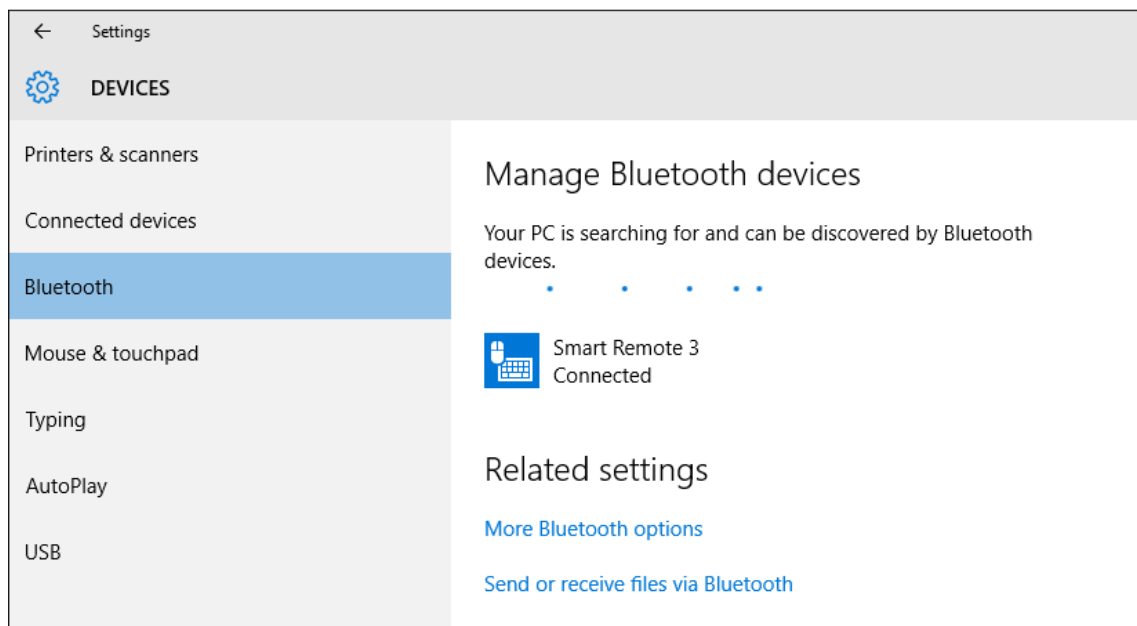 Settings
DEVICES
Printers & scanners
Connected devices
Bluetooth
Mouse & touchpad
Typing
AutoPlay
USB
Manage Bluetooth devices
Your PC is searching for and can be discovered by Bluetooth
devices.
Smart Remote 3
Connected
Related settings
More Bluetooth options
Send or receive files via Bluetooth